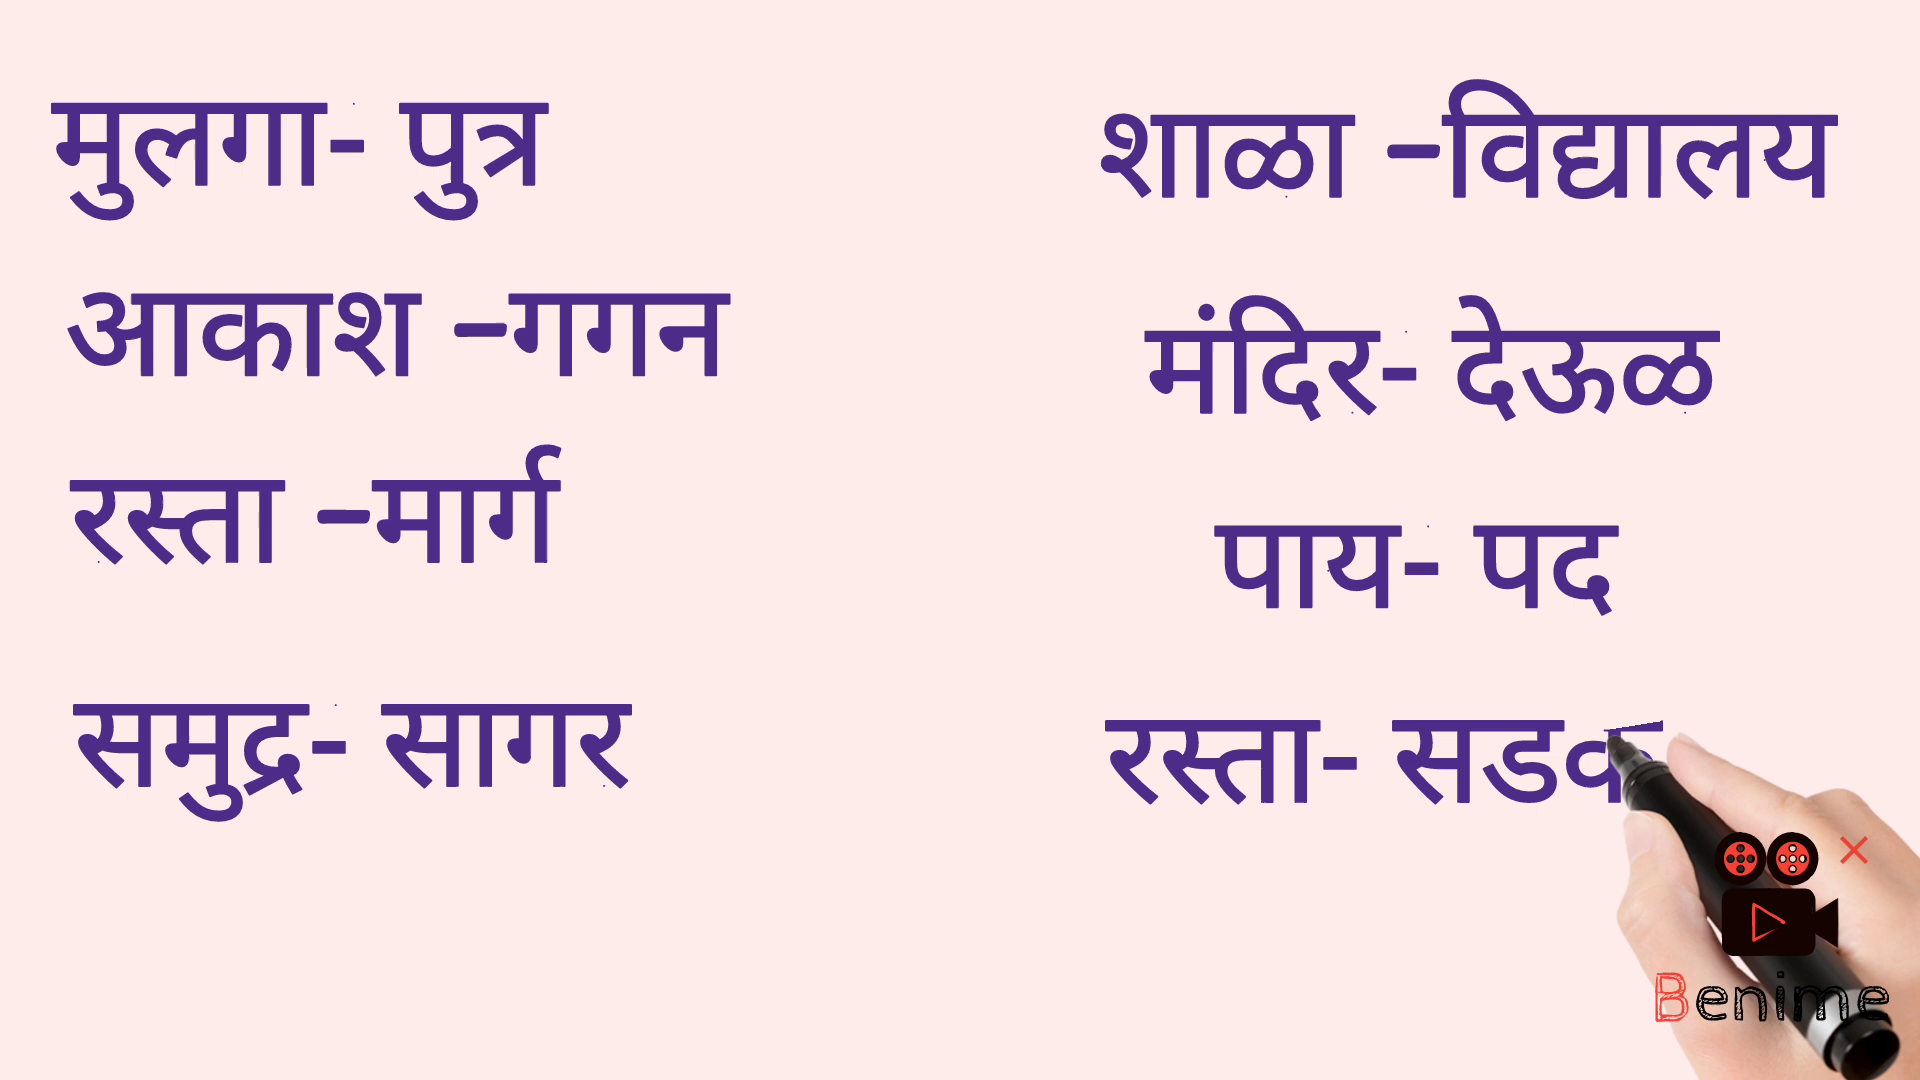 मुलगा- पुत्र
आकाश –गगन
रस्ता –मार्ग
समुद्र- सागर
शाळा –विद्यालय
मंदिर- देऊळ
पाय- पद
रस्ता- सडक
Benime